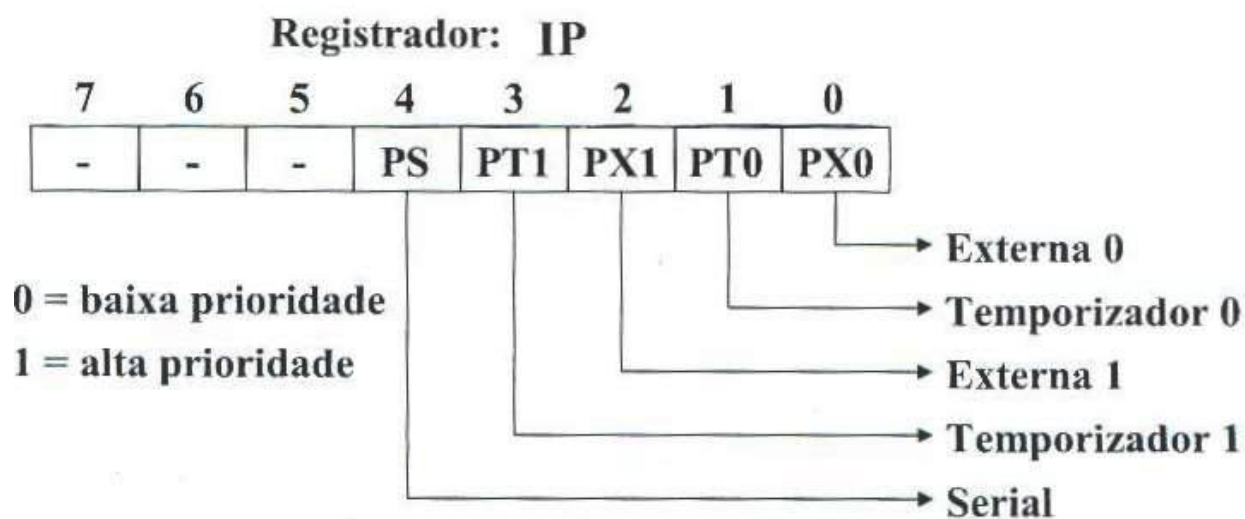 Registrador: IP
7 6 5 4 3 2 1 0
- - - PS PT1 PX1 PT0 PX0
Externa 0
0 = baixa prioridade
Temporizador 0
1 = alta prioridade
Externa 1
Temporizador 1
Serial